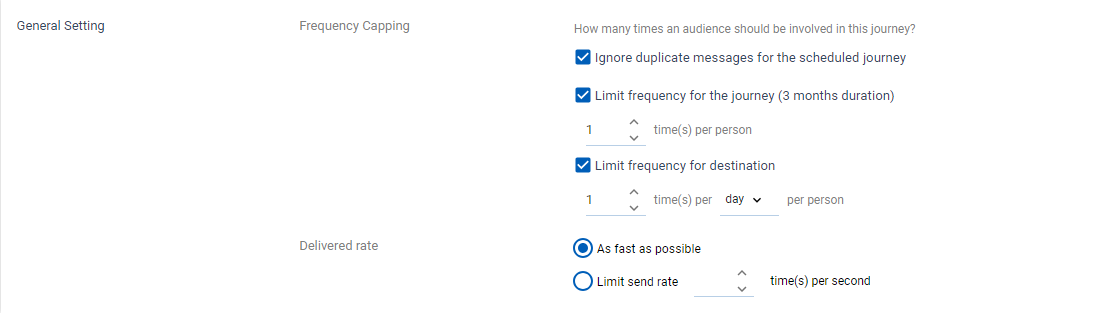 General Setting
Frequency Capping
How many times an audience should be involved in this journey?
Ignore duplicate messages for the scheduled journey
Limit frequency for the journey (3 months duration)
1 time(s) per person
Limit frequency for destination
1 time(s) per day per person
Delivered rate
As fast as possible
Limit send rate time(s) per second